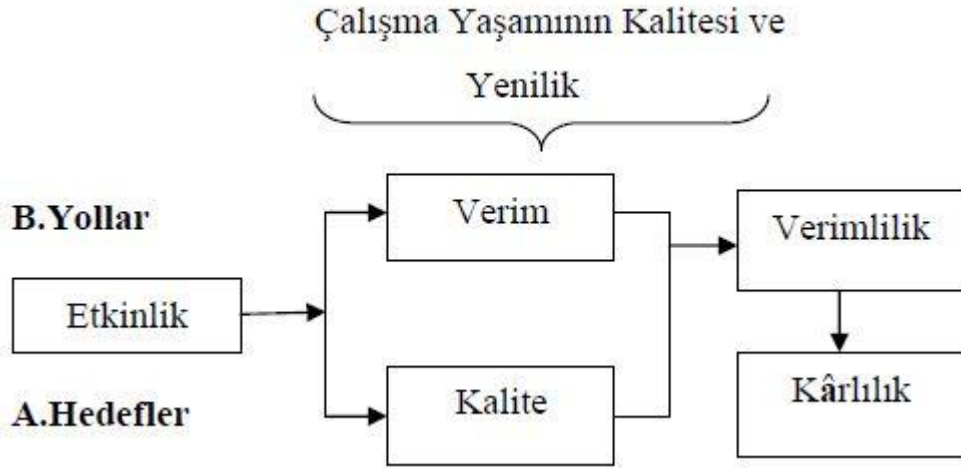 Çalışma Yaşamının Kalitesi ve
Yenilik
B.Yollar
Verim
Verimlilik
Etkinlik
A.Hedefler
Kalite
Kârlılık